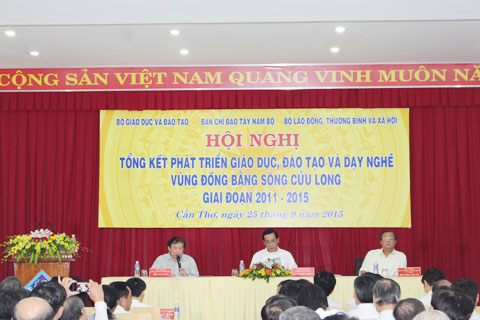 CỘNG SẢN VIỆT NAM QUANG VINH MUÔN NĂM
BỘ GIÁO DỤC VÀ ĐÀO TẠO BAN CHỈ ĐẠO TÂY NAM BỘ BỘ LAO ĐỘNG, THƯƠNG BINH VÀ XÃ HỘI
HỘI NGHỊ
TỔNG KẾT PHÁT TRIỂN GIÁO DỤC, ĐÀO TẠO VÀ DẠY NGHỀ
VÙNG ĐỒNG BẰNG SÔNG CỬU LONG
GIAI ĐOẠN 2011 - 2015
Cần Thơ, ngày 25 tháng 9 năm 2015